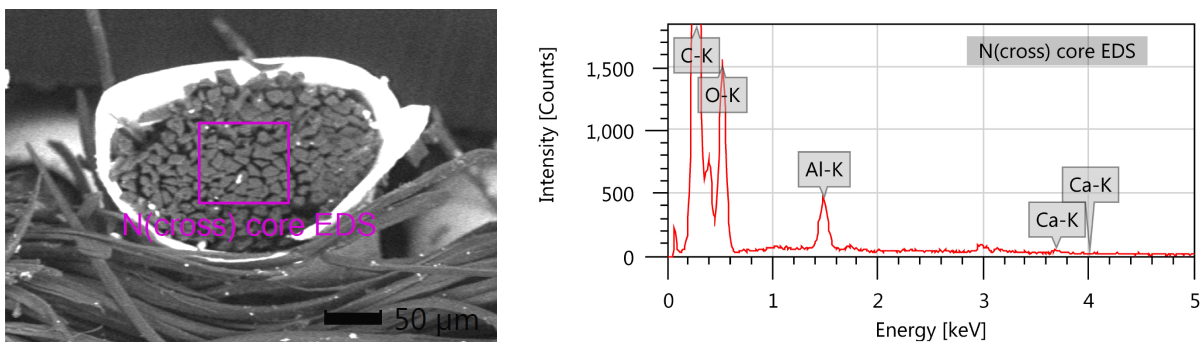 N(cross) core EDS
50 µm
Intensity [Counts]
1,500
1,000
500
0
C-K
O-K
Al-K
Ca-K
Ca-K
N(cross) core EDS
0 1 2 3 4 5
Energy [keV]